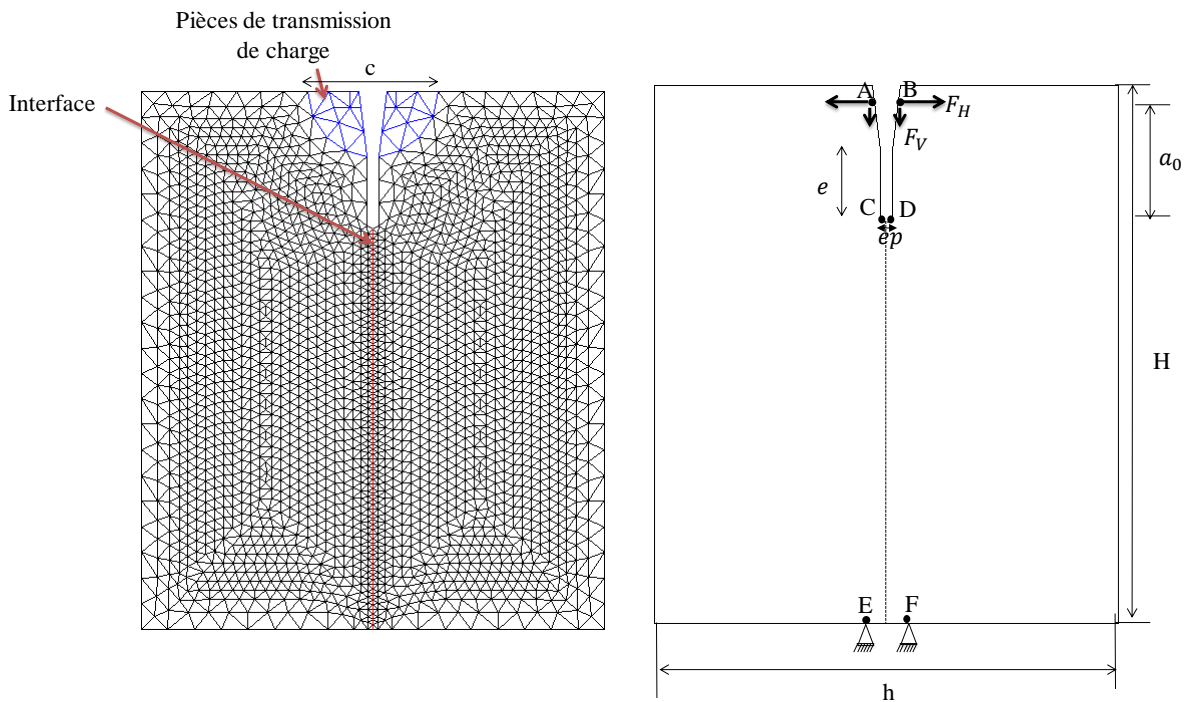 Pièces de transmission
de charge
c
Interface
A
B
F_H
F_V
a_0
e
C
D
ep
H
E
F
h